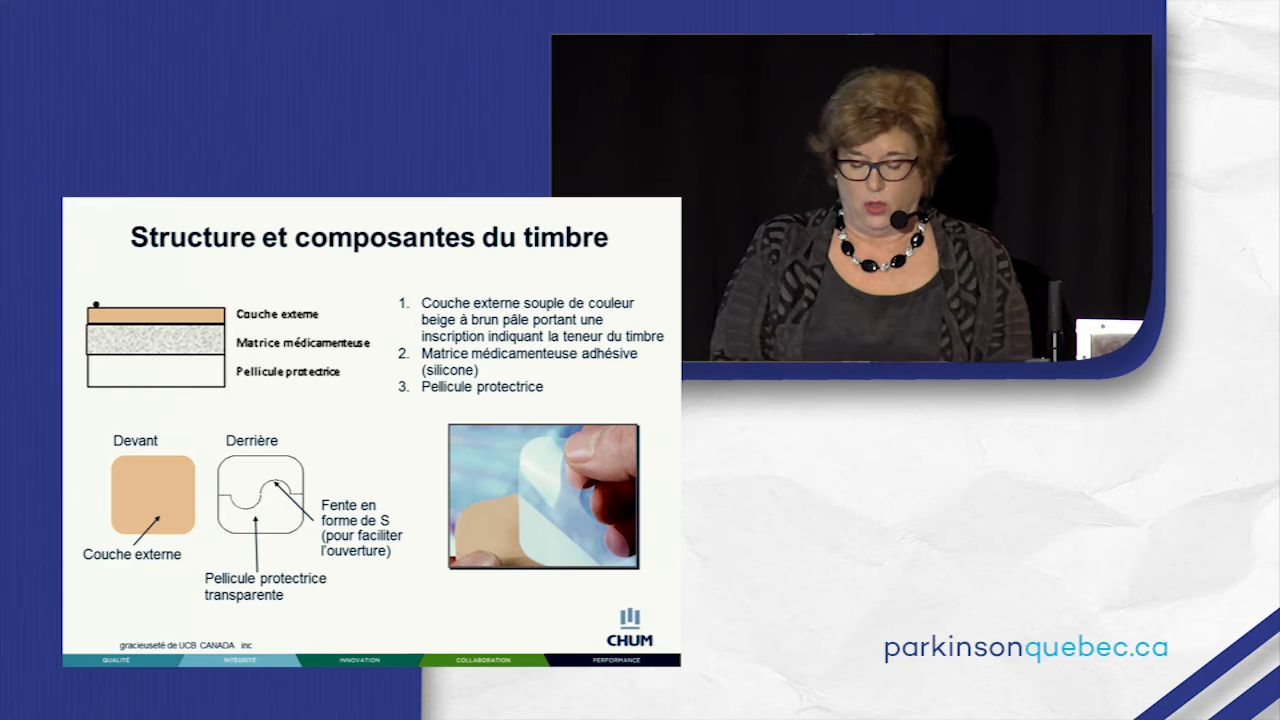 Structure et composantes du timbre
Couche externe
Matrice médicamenteuse
Pellicule protectrice
1. Couche externe souple de couleur
beige à brun pâle portant une
inscription indiquant la teneur du timbre
2. Matrice médicamenteuse adhésive
(silicone)
3. Pellicule protectrice
Devant
Derrière
Couche externe
Fente en
forme de S
(pour faciliter
l'ouverture)
Pellicule protectrice
transparente
gracieuseté de UCB CANADA inc
CHUM
QUALITÉ
INTÉGRITÉ
INNOVATION
COLLABORATION
PERFORMANCE
parkinsonquebec.ca